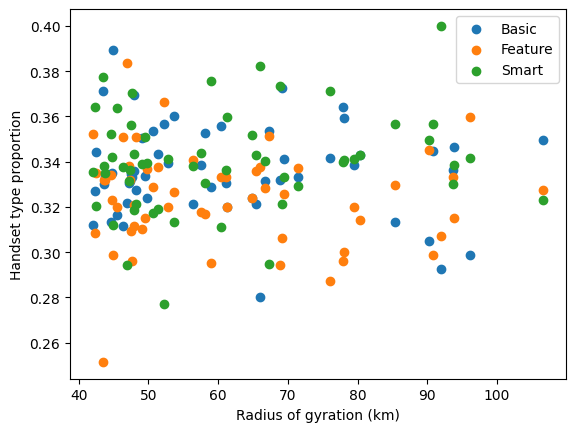 Basic
Feature
Smart
0.40
0.38
0.36
0.34
0.32
0.30
0.28
0.26
Handset type proportion
40 50 60 70 80 90 100
Radius of gyration (km)